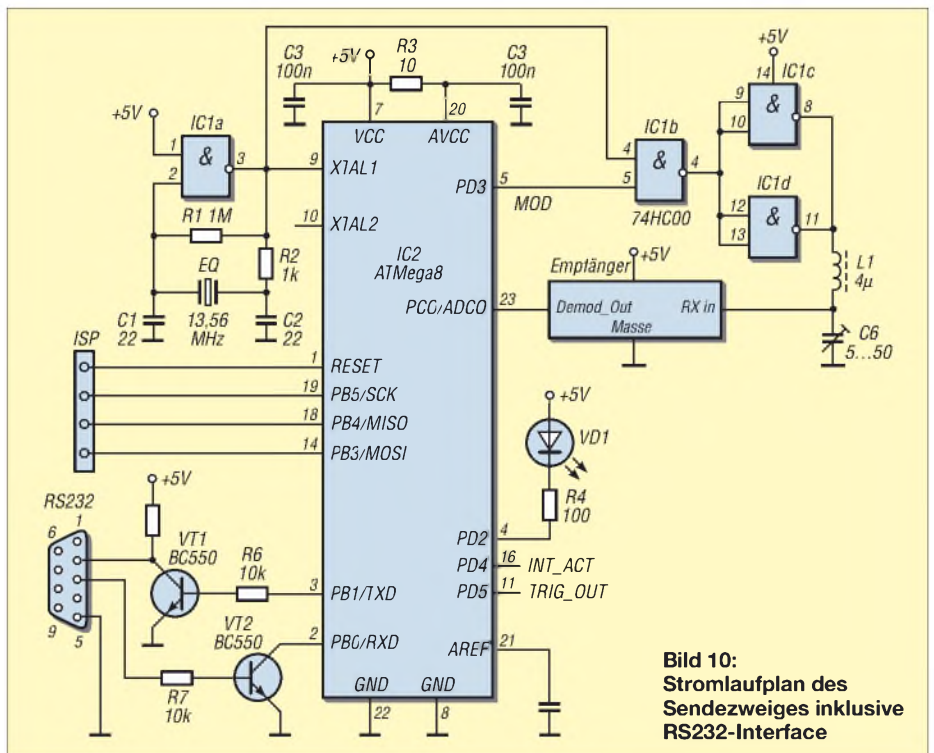 C3
100n
+5V
R3
10
C3
100n
+5V
14
IC1c
9
10
&
8
+5V
IC1a
1
2
&
3
7
20
VCC
AVCC
9
XTAL1
IC1b
4
5
&
4
74HC00
PD3
5
MOD
IC1d
12
13
&
11
R1 1M
10
XTAL2
R2
1k
IC2
ATMega8
EQ
13,56
MHz
C1
22
C2
22
Empfänger
+5V
L1
4µ
PC0/ADC0
23
Demod_Out
RX in
Masse
C6
5...50
ISP
1
RESET
19
PB5/SCK
18
PB4/MISO
14
PB3/MOSI
+5V
VD1
R4
100
+5V
RS232
1
6
9
5
VT1
BC550
R6
10k
3
PB1/TXD
PD2
4
PD4
16
INT_ACT
PD5
11
TRIG_OUT
VT2
BC550
2
PB0/RXD
AREF
21
R7
10k
GND
GND
22
8
Bild 10:
Stromlaufplan des
Sendezweiges inklusive
RS232-Interface